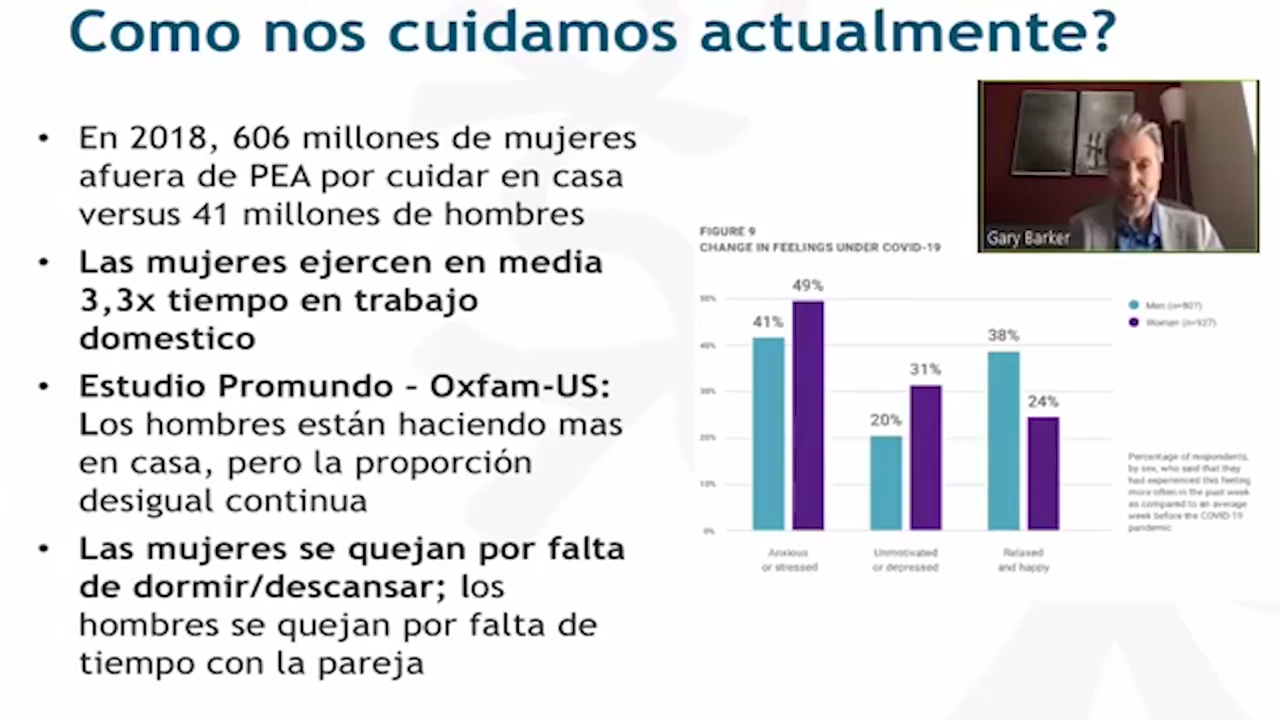 Como nos cuidamos actualmente?
• En 2018, 606 millones de mujeres
afuera de PEA por cuidar en casa
versus 41 millones de hombres
• Las mujeres ejercen en media
3,3x tiempo en trabajo
domestico
• Estudio Promundo – Oxfam-US:
Los hombres están haciendo mas
en casa, pero la proporción
desigual continua
• Las mujeres se quejan por falta
de dormir/descansar; los
hombres se quejan por falta de
tiempo con la pareja
Gary Barker
FIGURE 9
CHANGE IN FEELINGS UNDER COVID-19
50%
40%
30%
20%
10%
0%
41%
49%
20%
31%
38%
24%
Anxious
or stressed
Unmotivated
or depressed
Relaxed
and happy
Men (n=807)
Women (n=927)
Percentage of respondents,
by sex, who said that they
had experienced this feeling
more often in the past week
as compared to an average
week before the COVID-19
pandemic